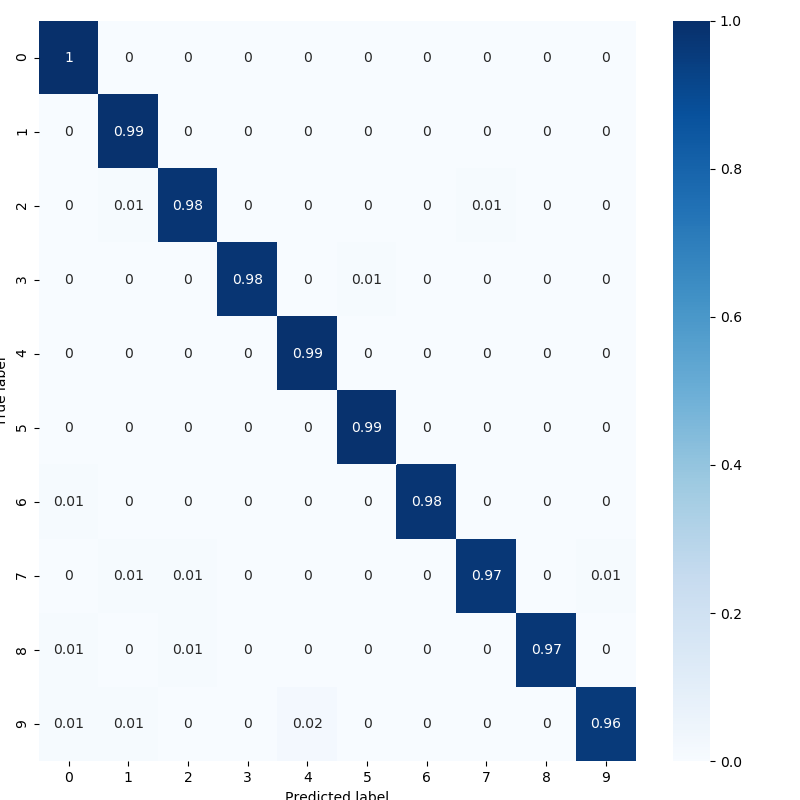 0 1 0 0 0 0 0 0 0 0 0 1.0
1 0 0.99 0 0 0 0 0 0 0 0
2 0 0.01 0.98 0 0 0 0 0.01 0 0 0.8
3 0 0 0 0.98 0 0.01 0 0 0 0
4 0 0 0 0 0.99 0 0 0 0 0 0.6
True label
5 0 0 0 0 0 0.99 0 0 0 0
0.4
6 0.01 0 0 0 0 0 0.98 0 0 0
7 0 0.01 0.01 0 0 0 0 0.97 0 0.01
0.2
8 0.01 0 0.01 0 0 0 0 0 0.97 0
9 0.01 0.01 0 0 0.02 0 0 0 0 0.96
0.0
0 1 2 3 4 5 6 7 8 9
Predicted label